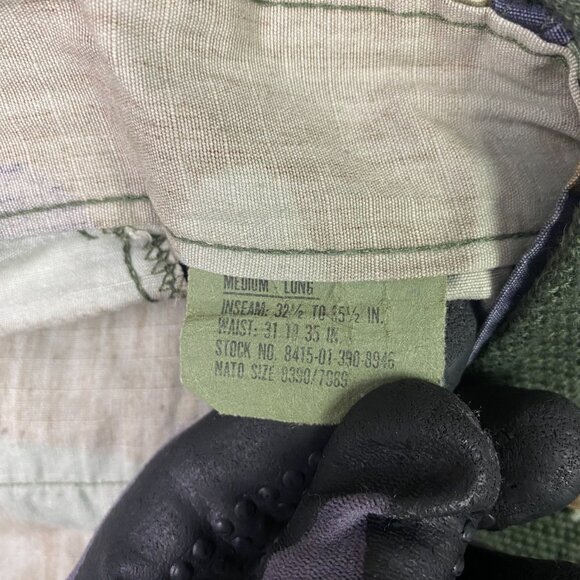 MEDIUM - LONG
INSEAM: 32½ TO 35½ IN.
WAIST: 31 TO 35 IN.
STOCK NO. 8415-01-390-8946
NATO SIZE 8390/7989